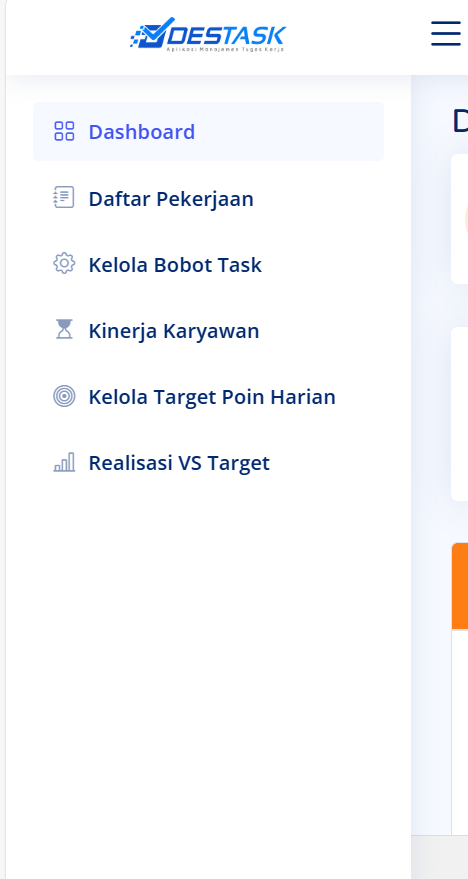 DESTASK
Aplikasi Manajemen Tugas Kerja
Dashboard
Daftar Pekerjaan
Kelola Bobot Task
Kinerja Karyawan
Kelola Target Poin Harian
Realisasi VS Target